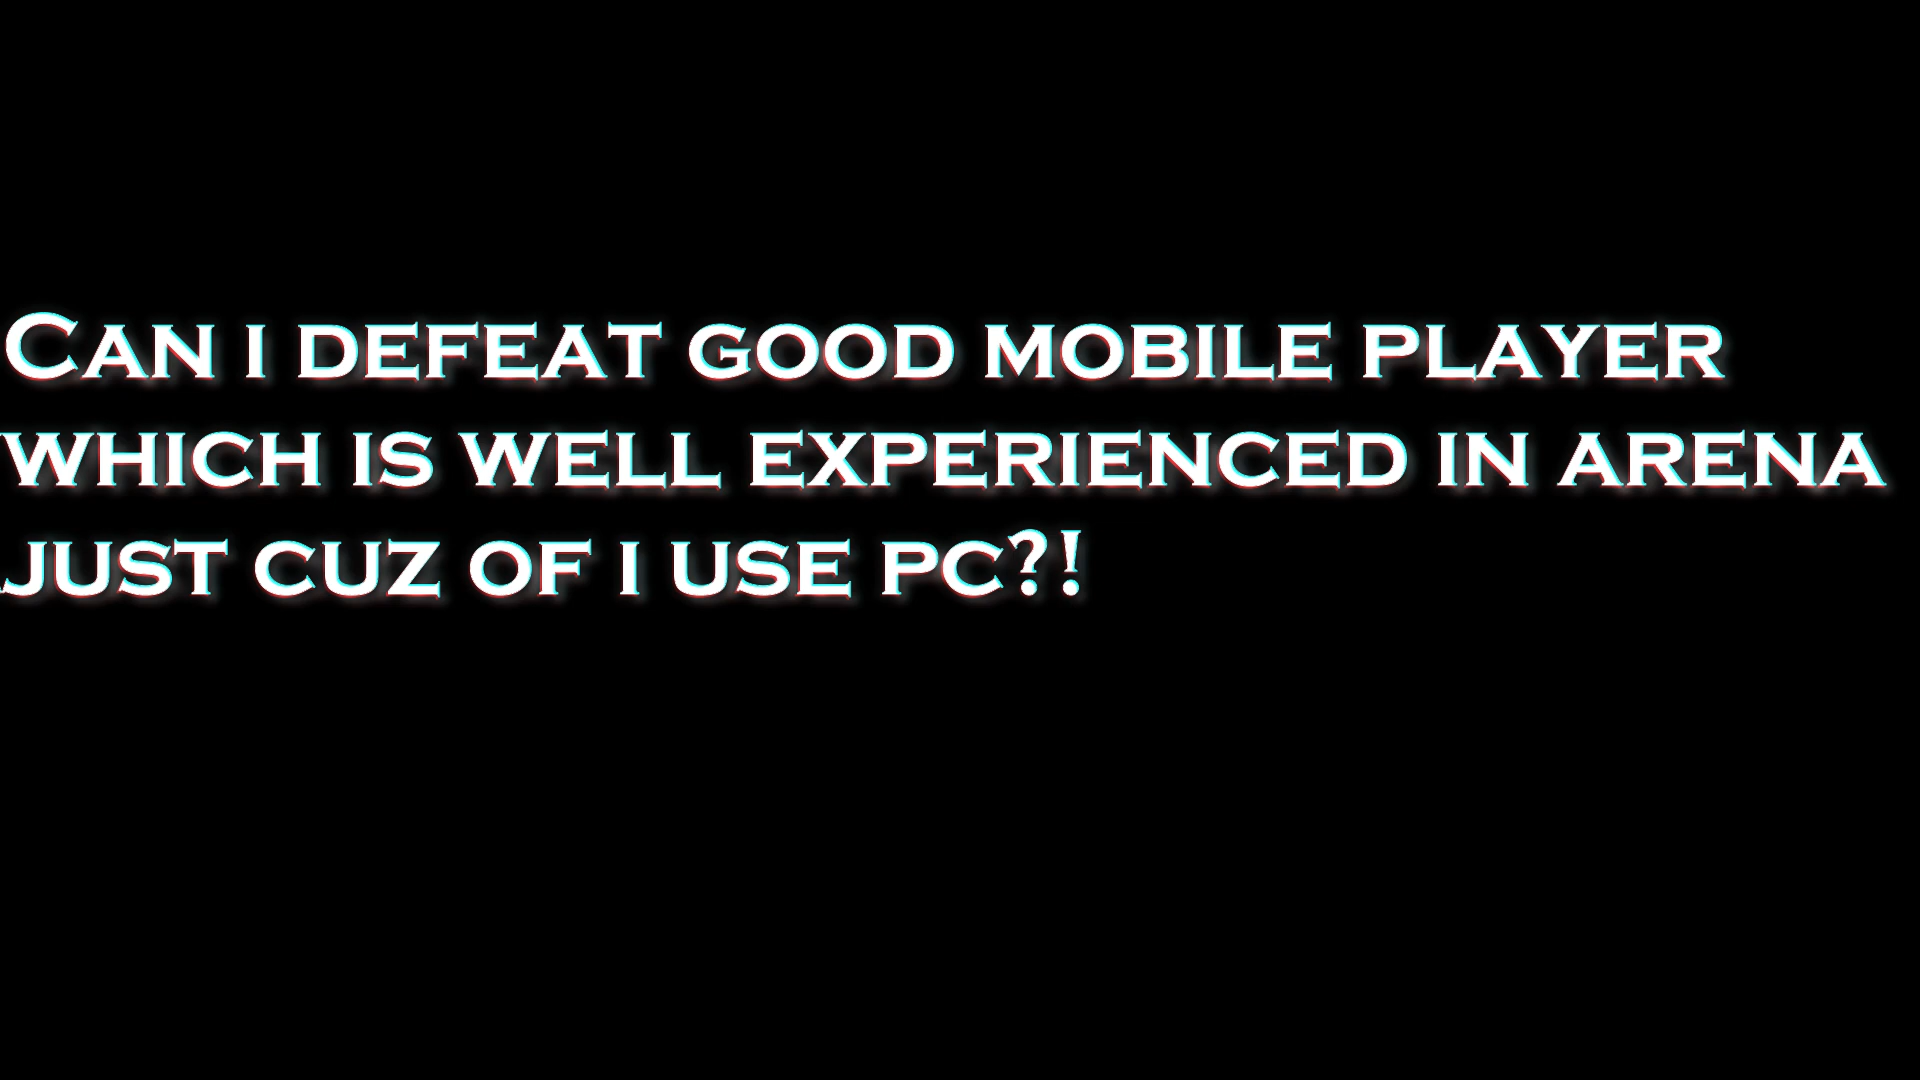 Can i defeat good mobile player
which is well experienced in arena
just cuz of i use pc?!